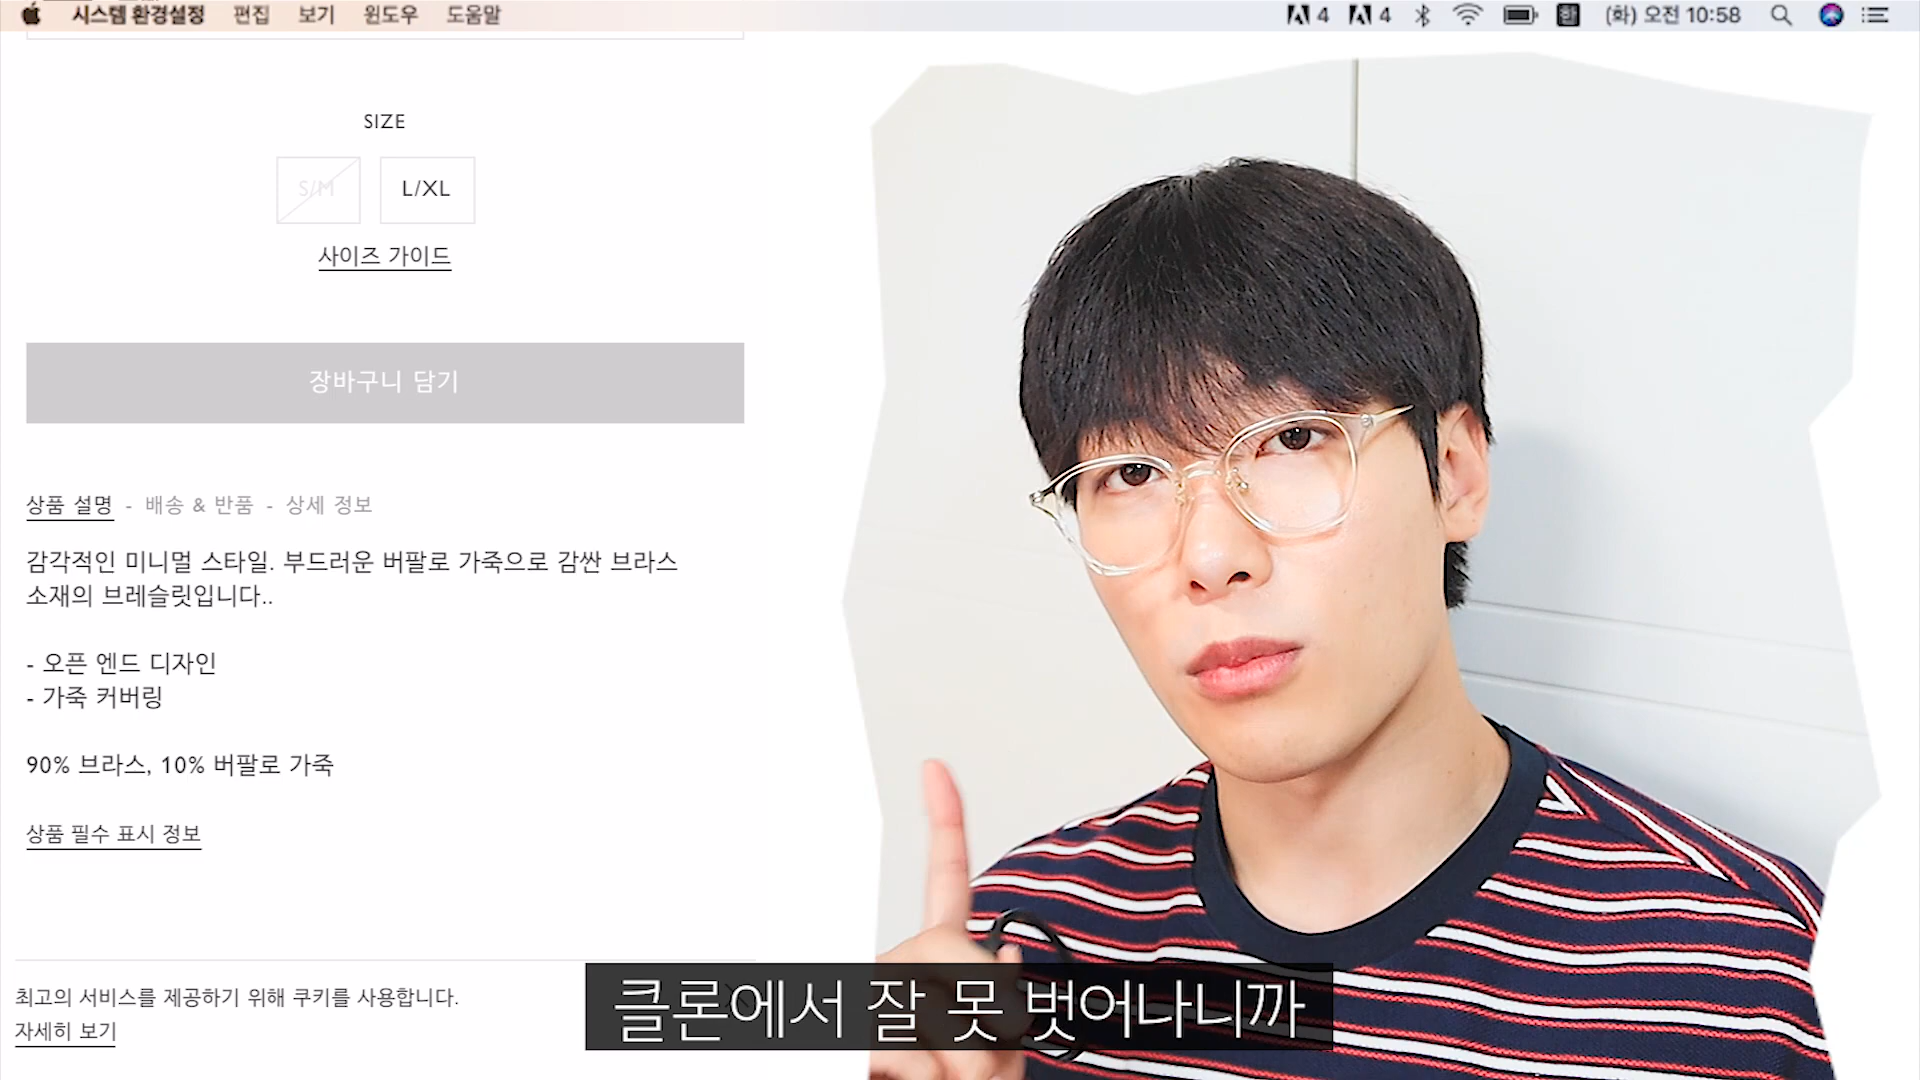 시스템 환경설정 편집 보기 윈도우 도움말 4 4 한 (화) 오전 10:58
SIZE
S/M L/XL
사이즈 가이드
장바구니 담기
상품 설명 - 배송 & 반품 - 상세 정보
감각적인 미니멀 스타일. 부드러운 버팔로 가죽으로 감싼 브라스
소재의 브레슬릿입니다..
- 오픈 엔드 디자인
- 가죽 커버링
90% 브라스, 10% 버팔로 가죽
상품 필수 표시 정보
최고의 서비스를 제공하기 위해 쿠키를 사용합니다.
자세히 보기
클론에서 잘 못 벗어나니까